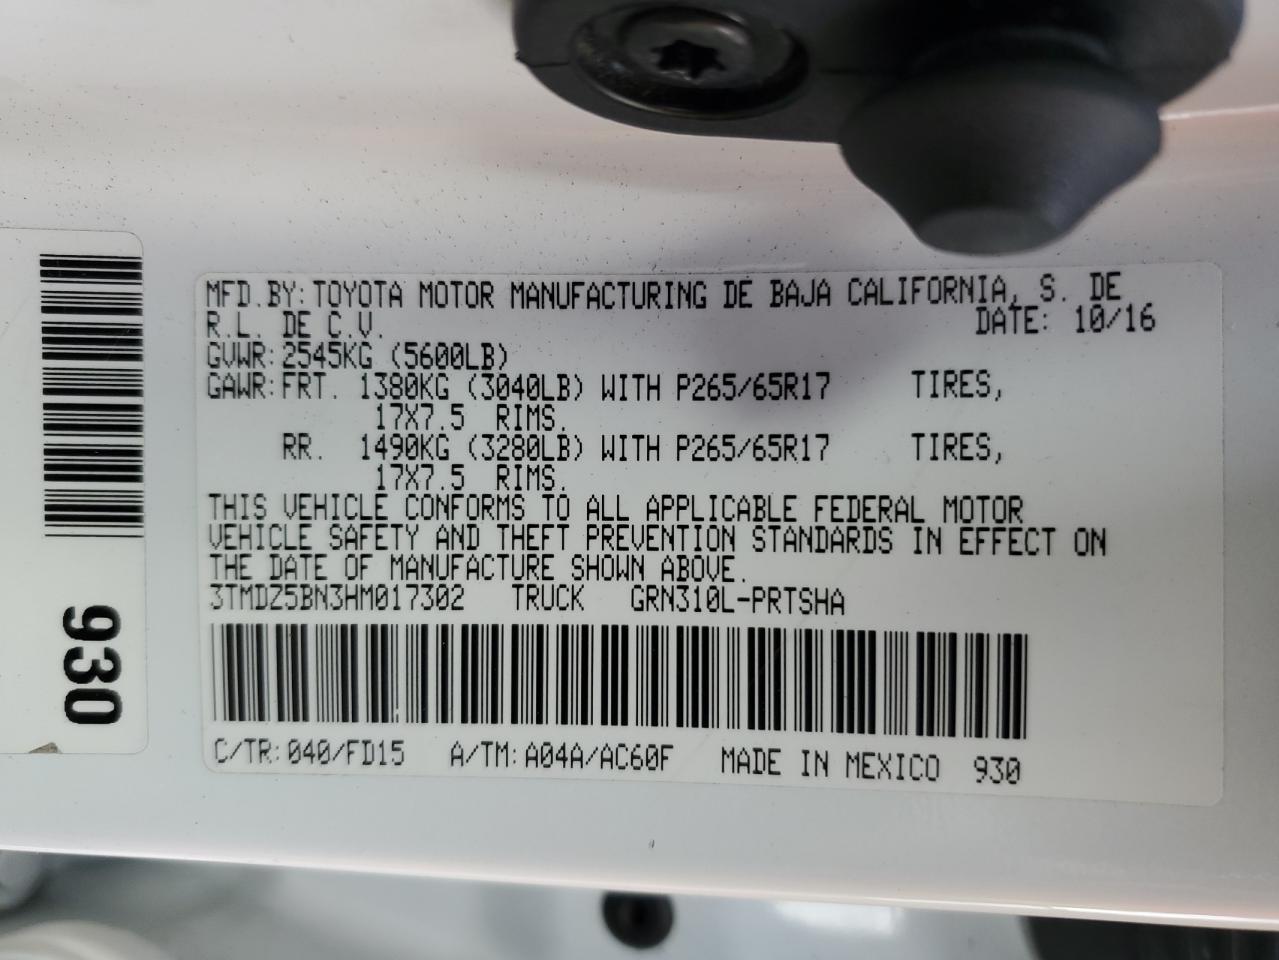 MFD.BY:TOYOTA MOTOR MANUFACTURING DE BAJA CALIFORNIA, S. DE
R.L. DE C.V. DATE: 10/16
GVWR:2545KG (5600LB)
GAWR:FRT. 1380KG (3040LB) WITH P265/65R17 TIRES,
17X7.5 RIMS.
RR. 1490KG (3280LB) WITH P265/65R17 TIRES,
17X7.5 RIMS.
THIS VEHICLE CONFORMS TO ALL APPLICABLE FEDERAL MOTOR
VEHICLE SAFETY AND THEFT PREVENTION STANDARDS IN EFFECT ON
THE DATE OF MANUFACTURE SHOWN ABOVE.
3TMDZ5BN3HM017302 TRUCK GRN310L-PRTSHA
C/TR:040/FD15 A/TM:A04A/AC60F MADE IN MEXICO 930
930